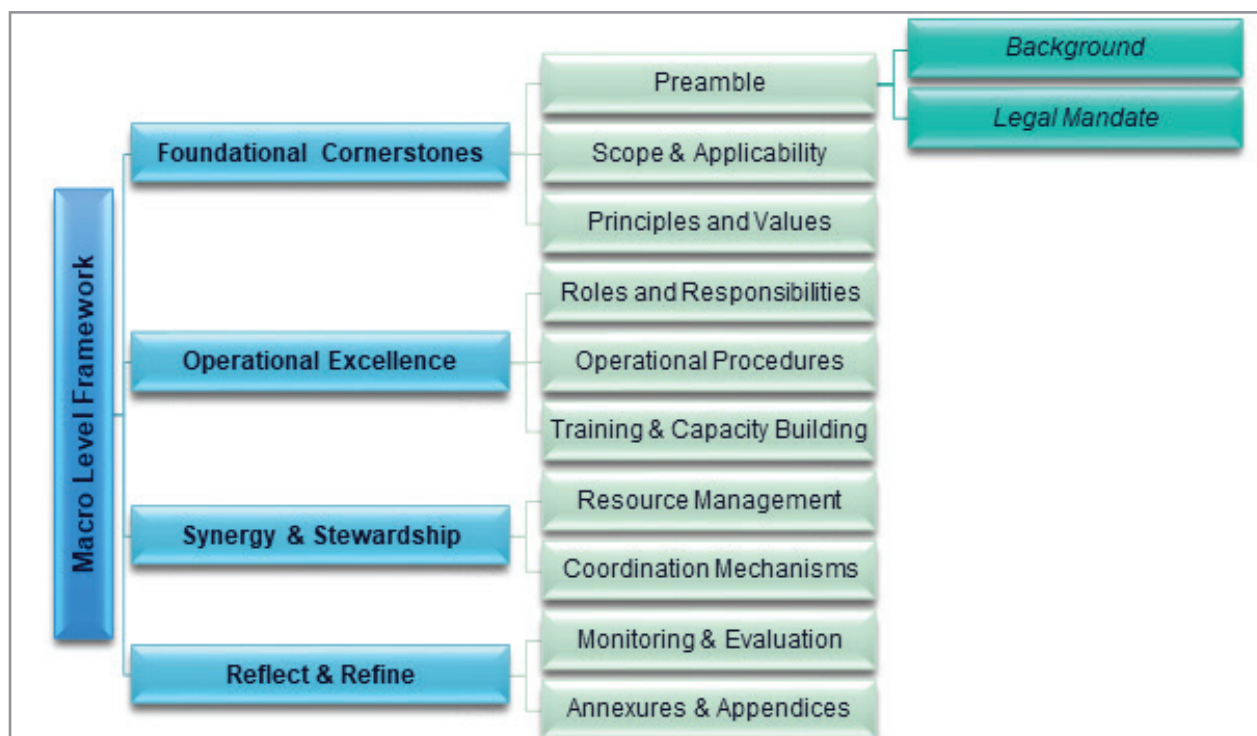 Macro Level Framework
Foundational Cornerstones
Preamble
Background
Legal Mandate
Scope & Applicability
Principles and Values
Operational Excellence
Roles and Responsibilities
Operational Procedures
Training & Capacity Building
Synergy & Stewardship
Resource Management
Coordination Mechanisms
Reflect & Refine
Monitoring & Evaluation
Annexures & Appendices